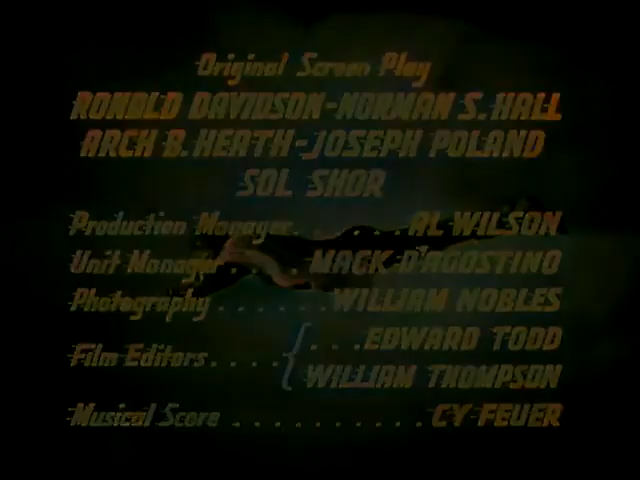 Original Screen Play
RONALD DAVIDSON-NORMAN S. HALL
ARCH B. HEATH-JOSEPH POLAND
SOL SHOR
Production Manager. . . . . .AL WILSON
Unit Manager. . . . . MACK D'AGOSTINO
Photography . . . . . . .WILLIAM NOBLES
Film Editors. . . . { . . .EDWARD TODD
WILLIAM THOMPSON
Musical Score . . . . . . . . . . . CY FEUER